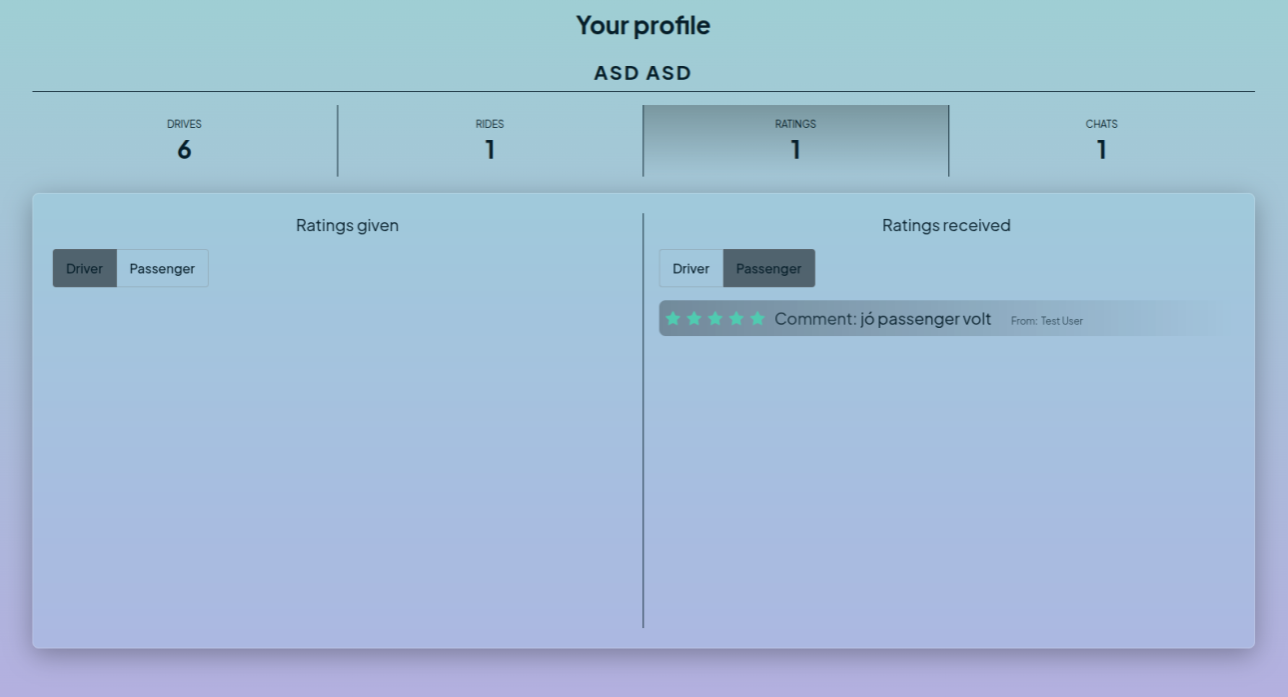 Your profile
ASD ASD
DRIVES
6
RIDES
1
RATINGS
1
CHATS
1
Ratings given
Driver Passenger
Ratings received
Driver Passenger
Comment: jó passenger volt From: Test User